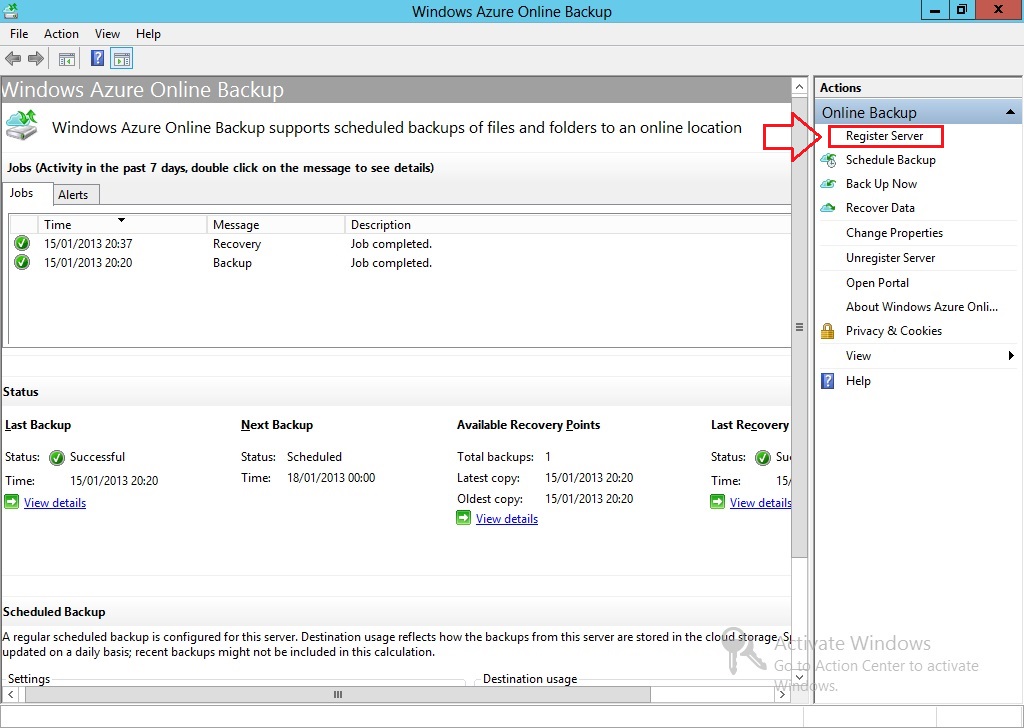 Windows Azure Online Backup
File Action View Help
Windows Azure Online Backup
Windows Azure Online Backup supports scheduled backups of files and folders to an online location
Jobs (Activity in the past 7 days, double click on the message to see details)
Jobs Alerts
Time Message Description
15/01/2013 20:37 Recovery Job completed.
15/01/2013 20:20 Backup Job completed.
Status
Last Backup
Status: Successful
Time: 15/01/2013 20:20
View details
Next Backup
Status: Scheduled
Time: 18/01/2013 00:00
Available Recovery Points
Total backups: 1
Latest copy: 15/01/2013 20:20
Oldest copy: 15/01/2013 20:20
View details
Last Recovery
Status: Suc
Time: 15/
View details
Scheduled Backup
A regular scheduled backup is configured for this server. Destination usage reflects how the backups from this server are stored in the cloud storage. Sp
updated on a daily basis; recent backups might not be included in this calculation.
Settings Destination usage
Actions
Online Backup
Register Server
Schedule Backup
Back Up Now
Recover Data
Change Properties
Unregister Server
Open Portal
About Windows Azure Onli...
Privacy & Cookies
View
Help
Activate Windows
Go to Action Center to activate
Windows.